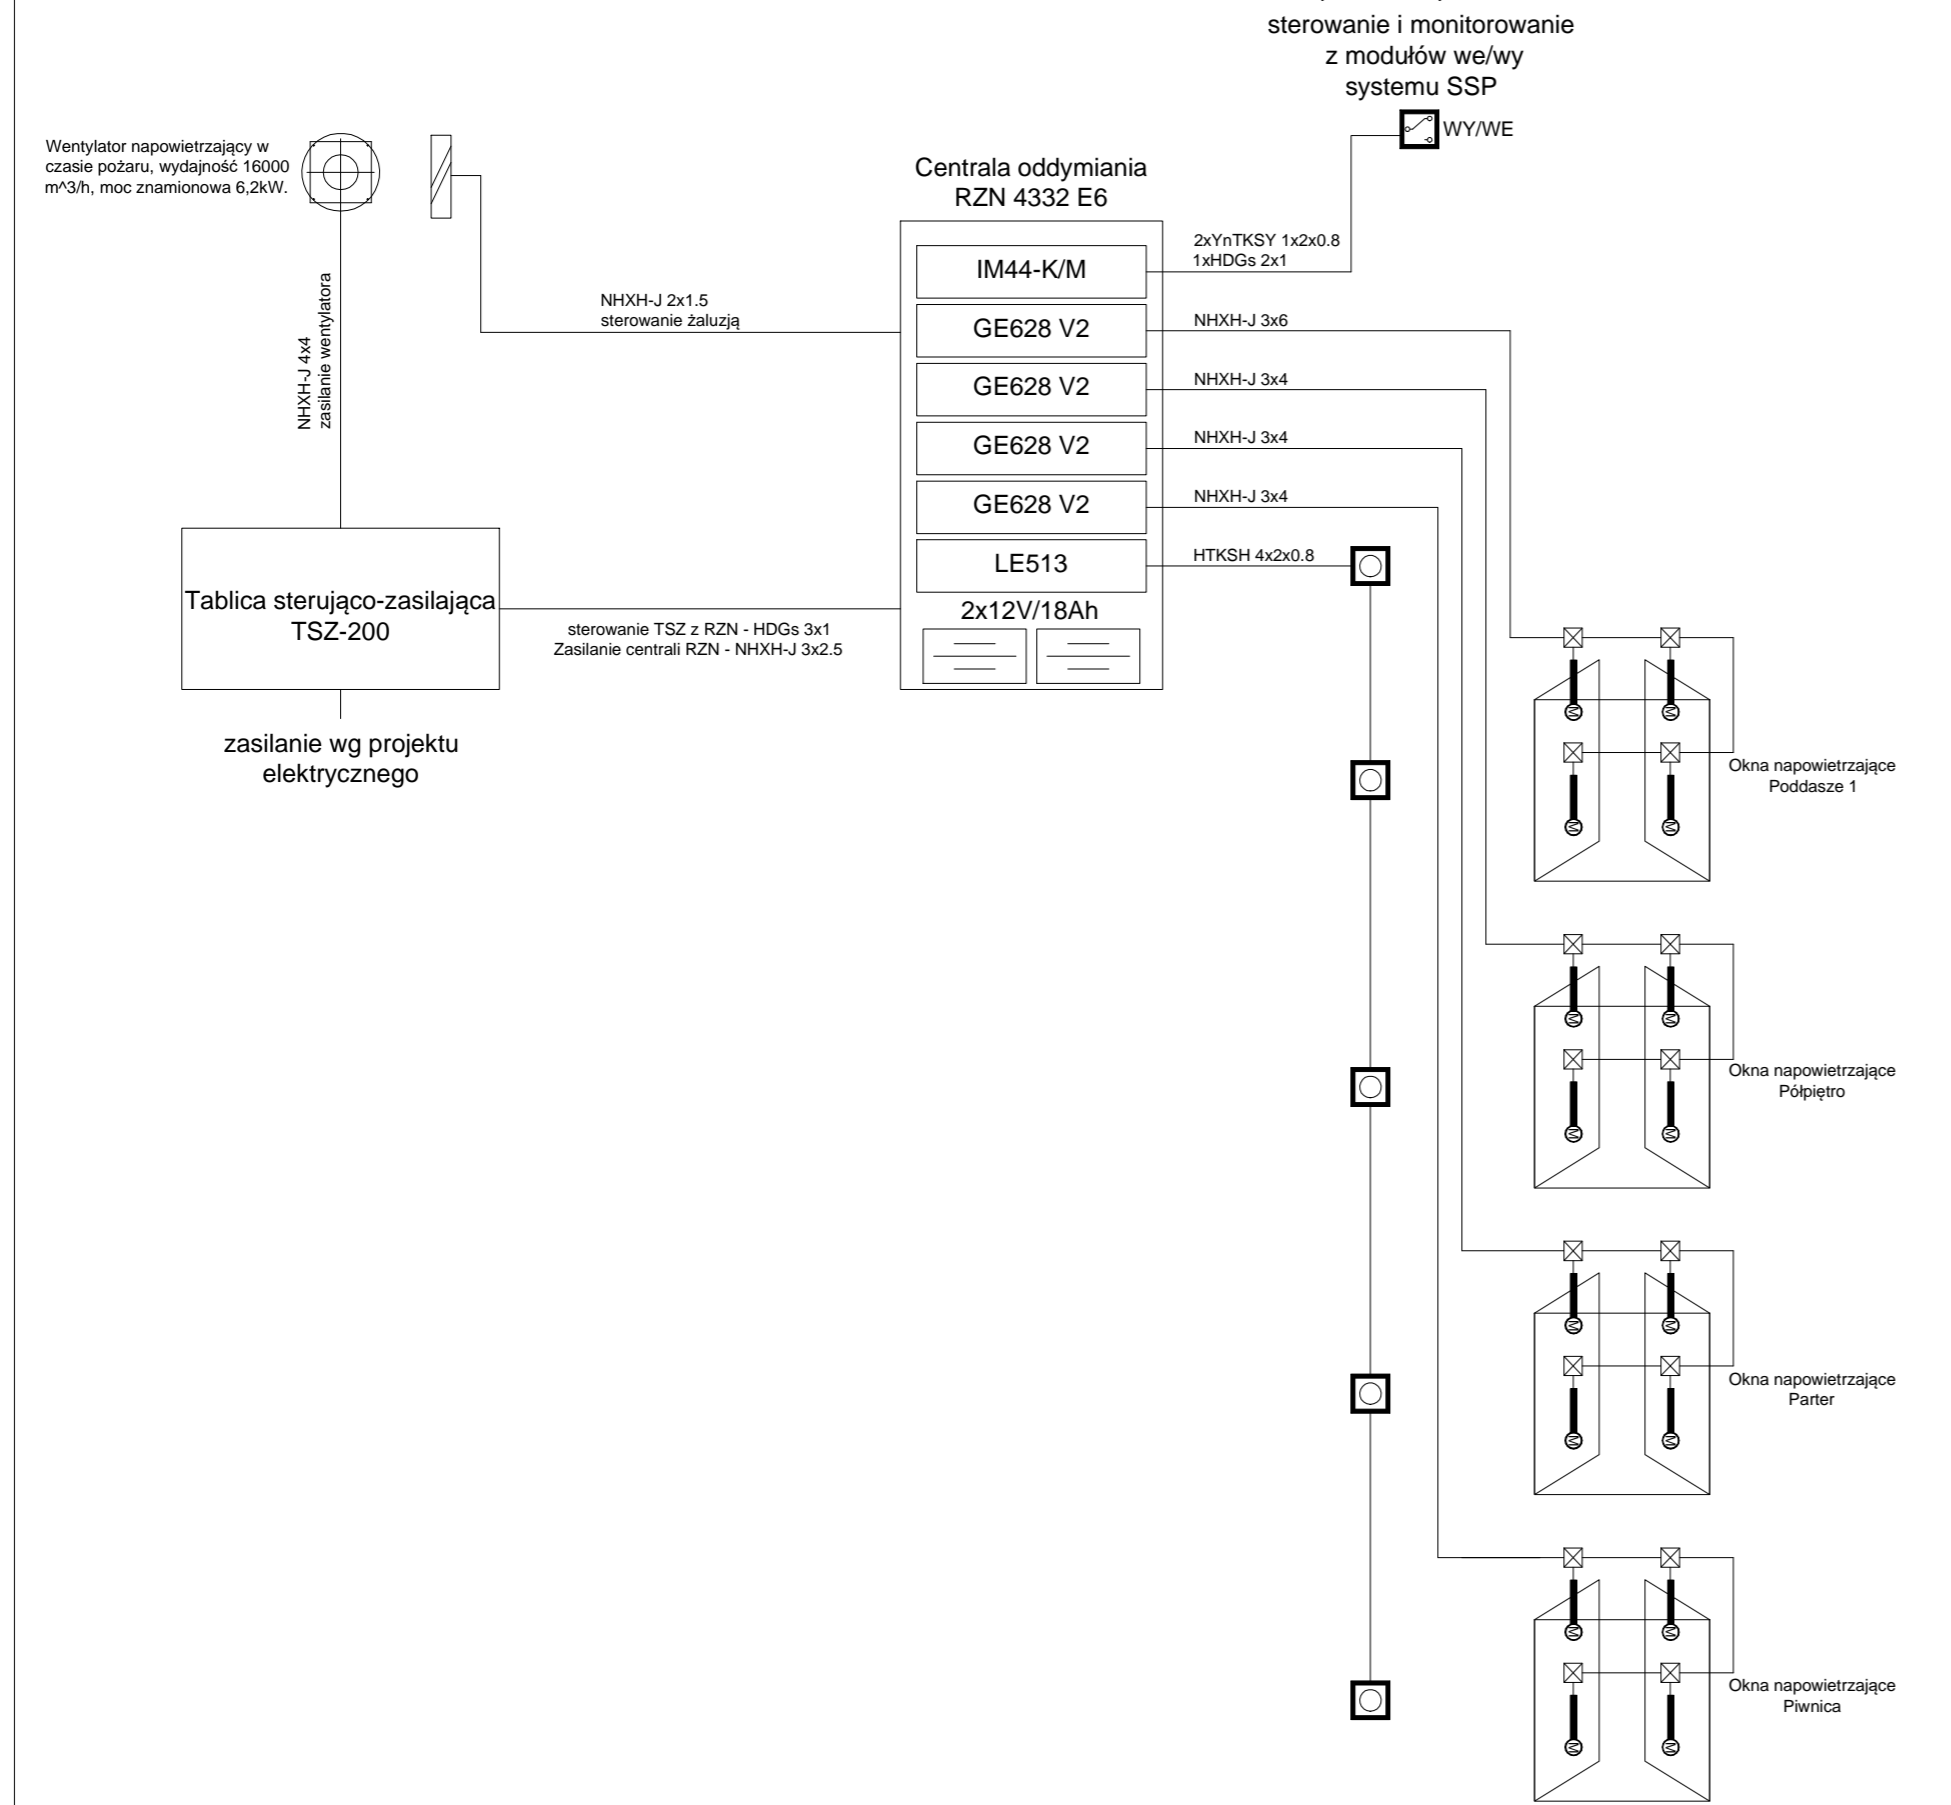 sterowanie i monitorowanie
z modułów we/wy
systemu SSP
WY/WE
Wentylator napowietrzający w
czasie pożaru, wydajność 16000
m^3/h, moc znamionowa 6,2kW.
Centrala oddymiania
RZN 4332 E6
2xYnTKSY 1x2x0.8
1xHDGs 2x1
IM44-K/M
NHXH-J 4x4
zasilanie wentylatora
NHXH-J 2x1.5
sterowanie żaluzją
GE628 V2
NHXH-J 3x6
GE628 V2
NHXH-J 3x4
GE628 V2
NHXH-J 3x4
GE628 V2
NHXH-J 3x4
LE513
HTKSH 4x2x0.8
2x12V/18Ah
Tablica sterująco-zasilająca
TSZ-200
sterowanie TSZ z RZN - HDGs 3x1
Zasilanie centrali RZN - NHXH-J 3x2.5
zasilanie wg projektu
elektrycznego
M
M
Okna napowietrzające
Poddasze 1
M
M
M
M
Okna napowietrzające
Półpiętro
M
M
M
M
Okna napowietrzające
Parter
M
M
M
M
Okna napowietrzające
Piwnica
M
M